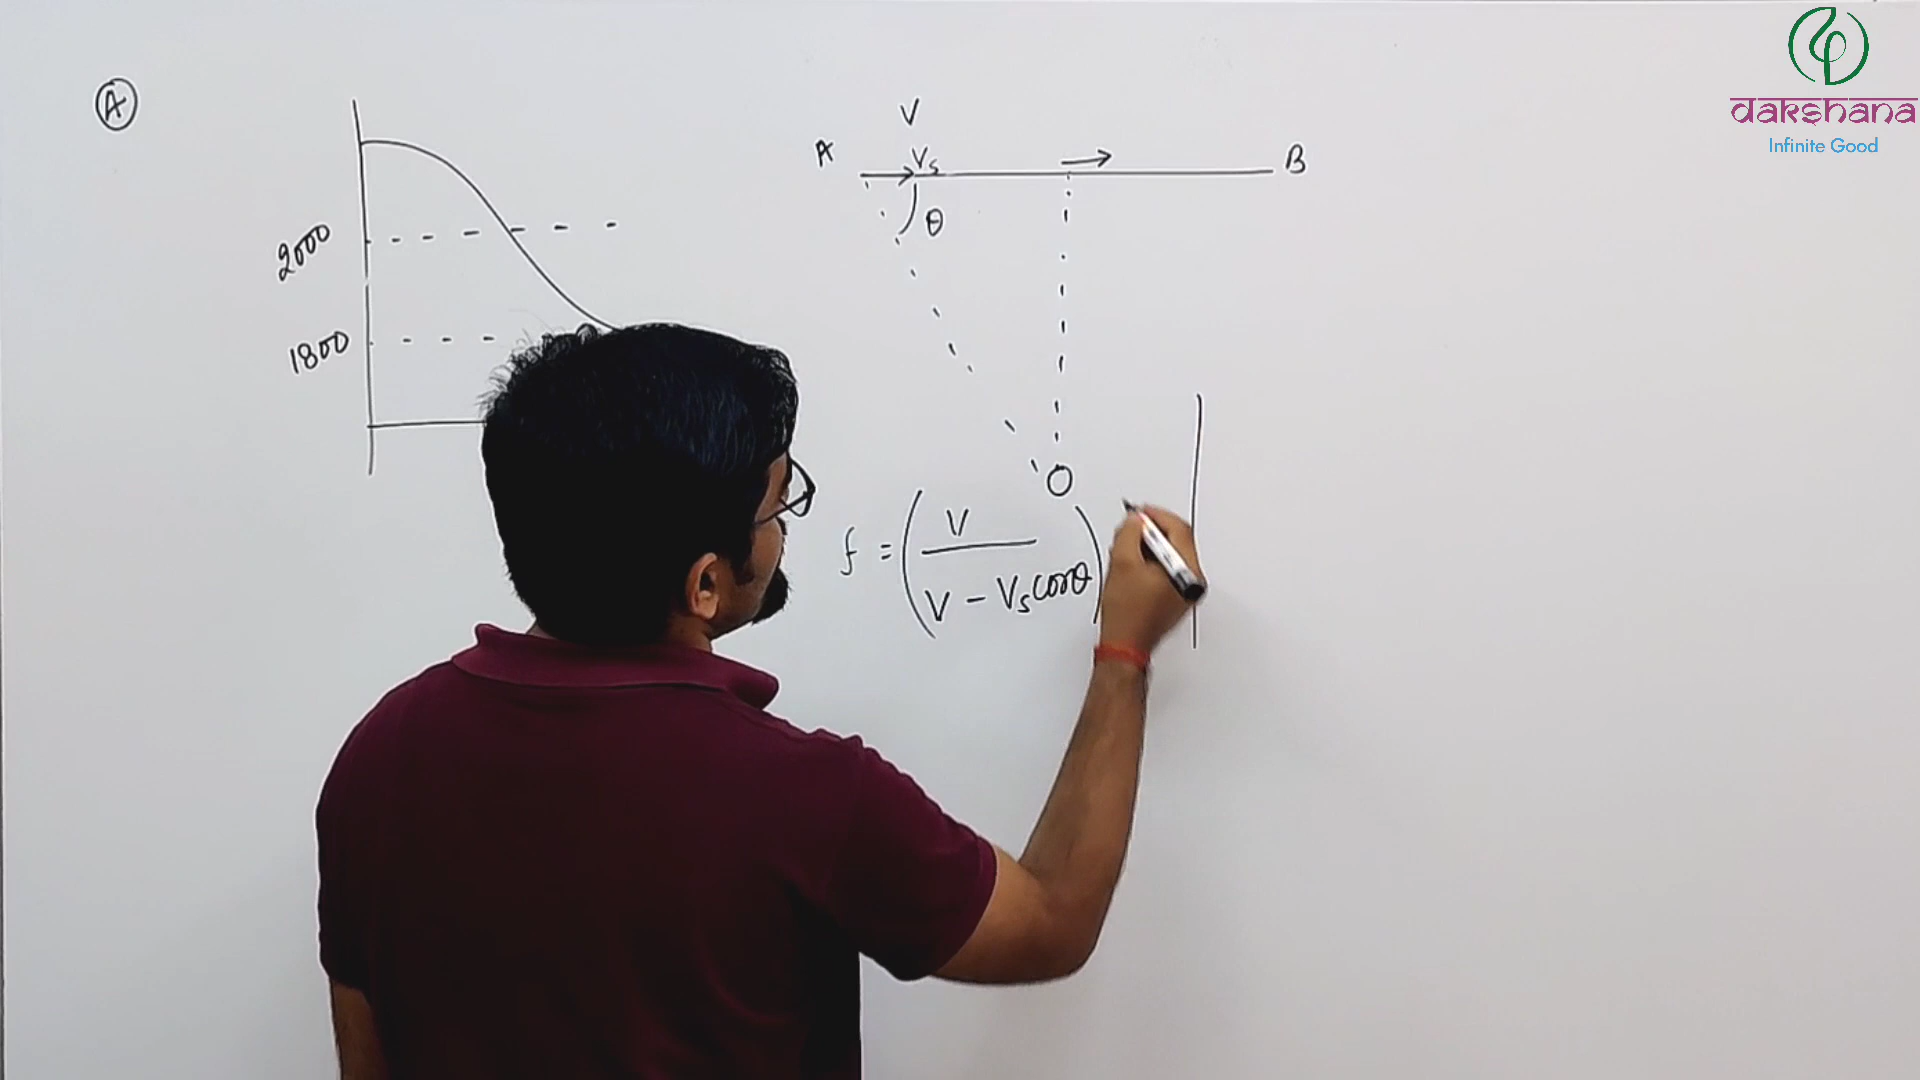 dakshana
Infinite Good
A
2000
1800
V
A
Vs
B
θ
O
f = ( V / V - Vs cosθ )